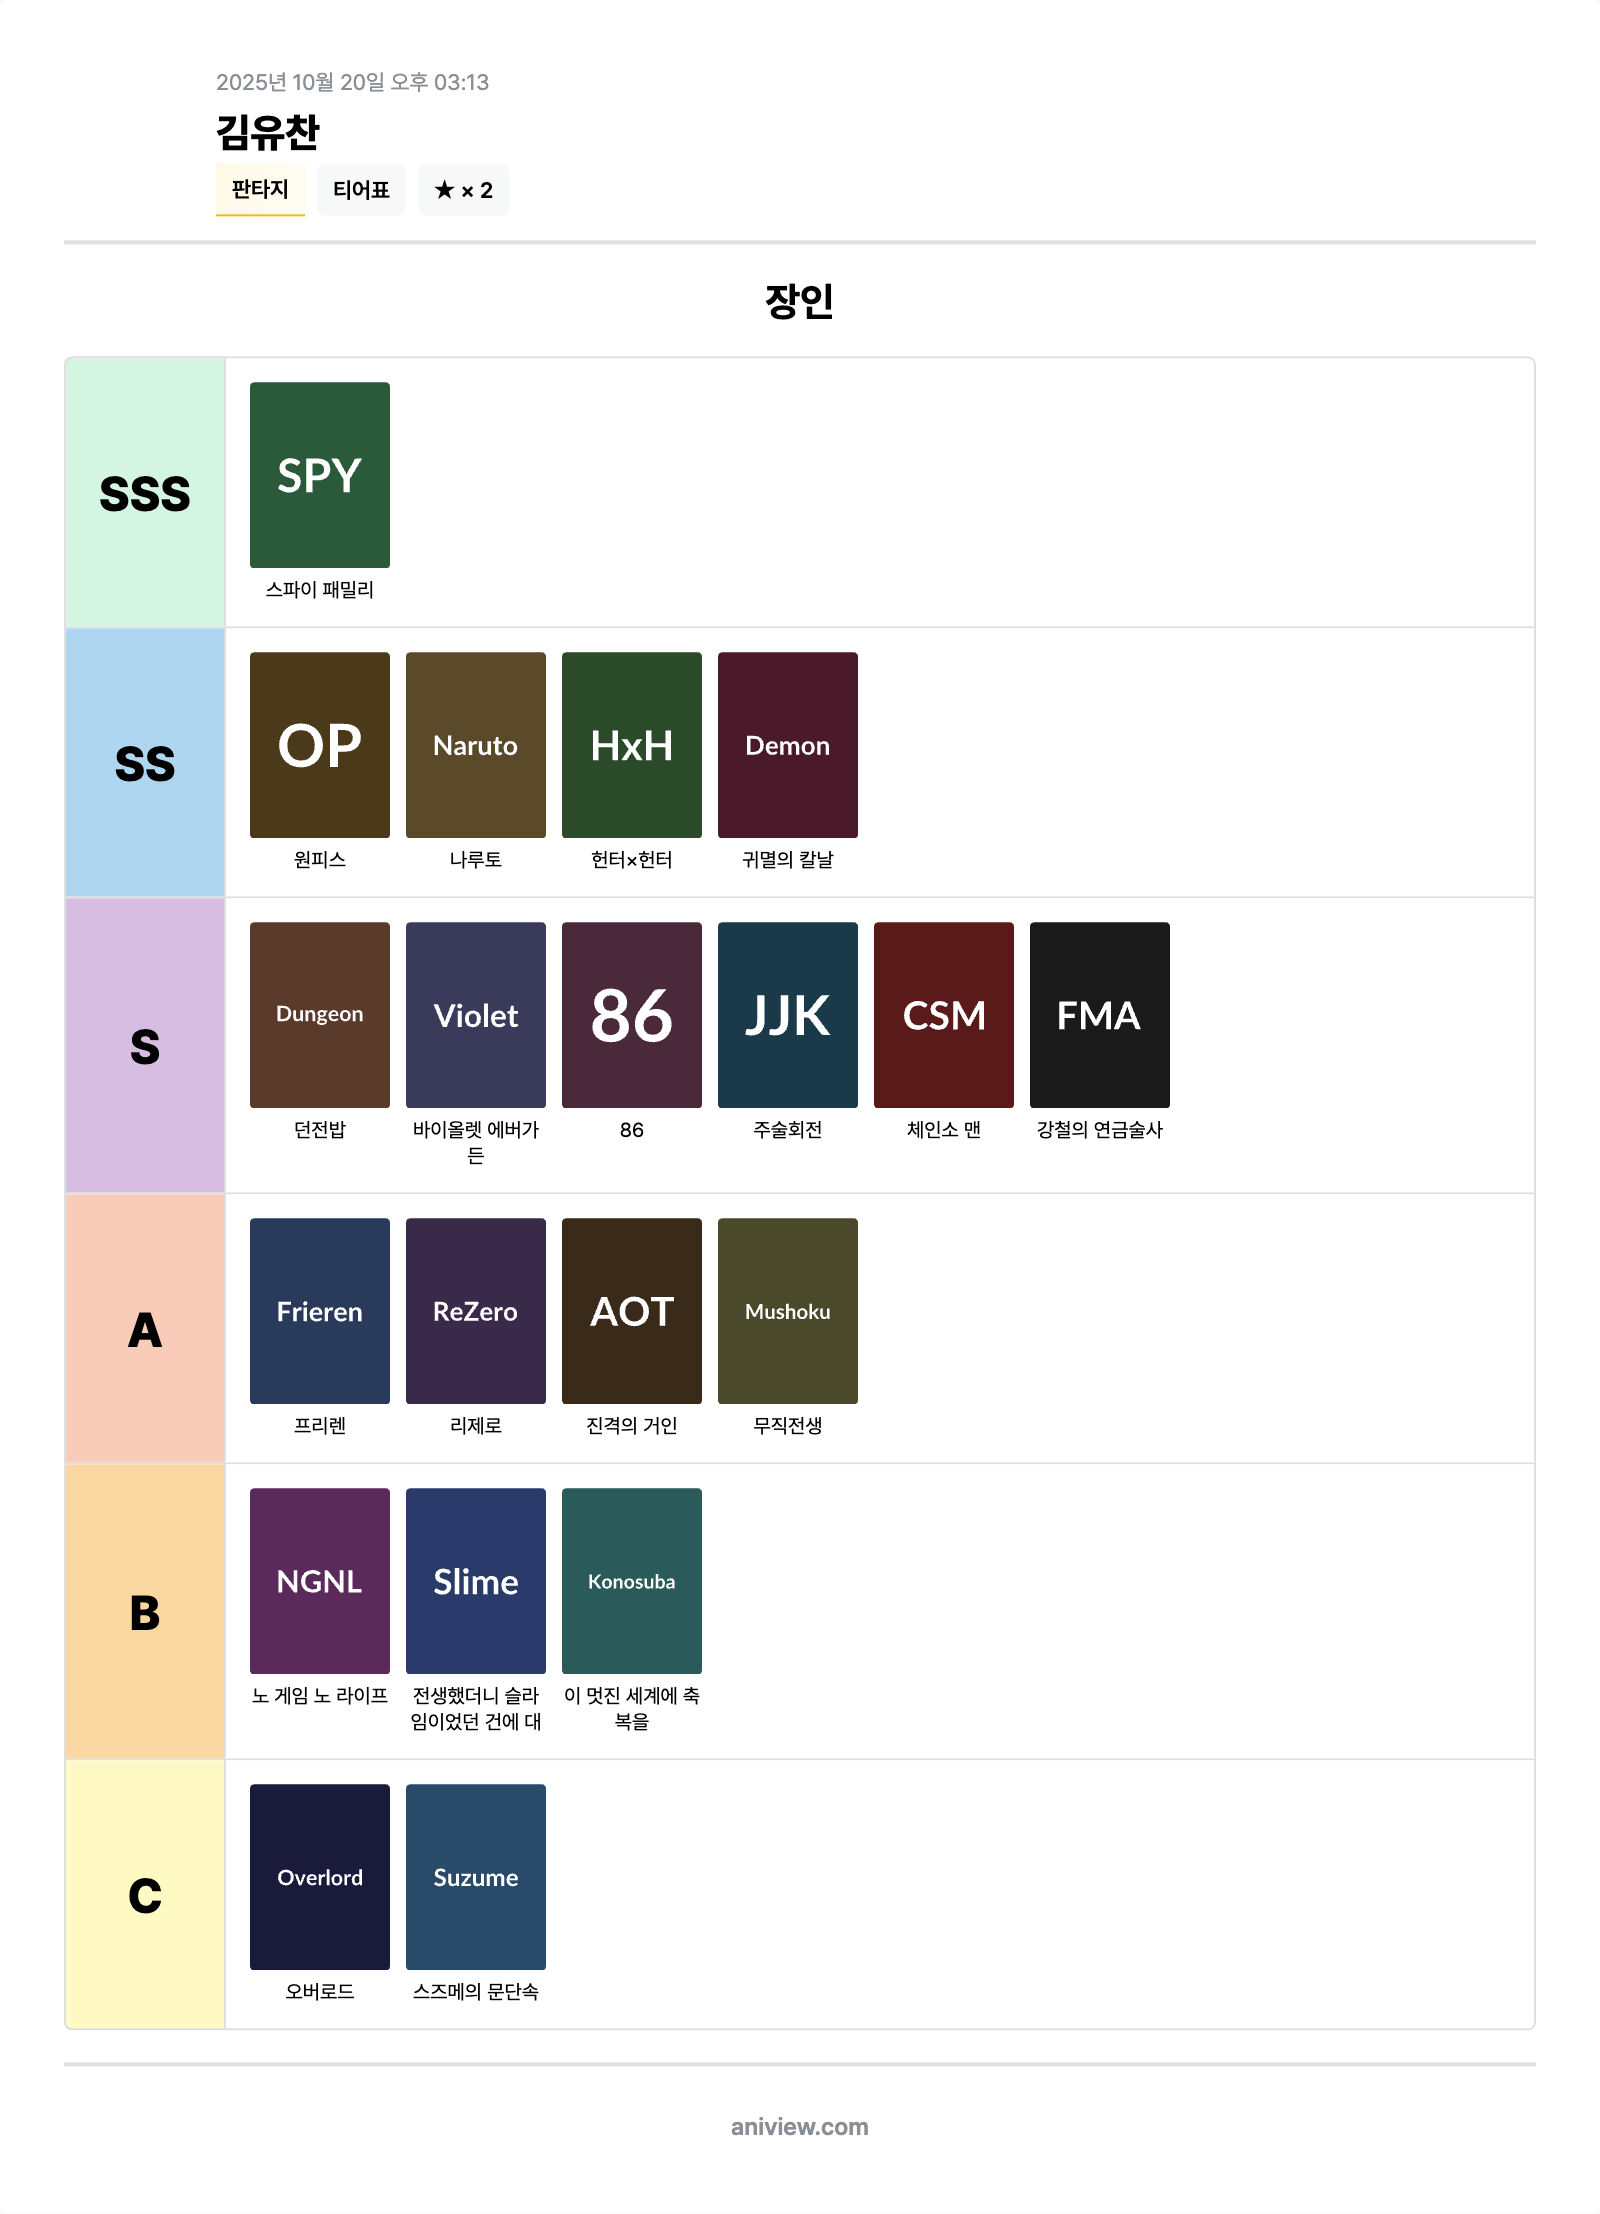 2025년 10월 20일 오후 03:13
김유찬
판타지 티어표 ★ × 2
장인
SSS
SPY
스파이 패밀리
SS
OP Naruto HxH Demon
원피스 나루토 헌터×헌터 귀멸의 칼날
S
Dungeon Violet 86 JJK CSM FMA
던전밥 바이올렛 에버가 86 주술회전 체인소 맨 강철의 연금술사
든
A
Frieren ReZero AOT Mushoku
프리렌 리제로 진격의 거인 무직전생
B
NGNL Slime Konosuba
노 게임 노 라이프 전생했더니 슬라 이 멋진 세계에 축
임이었던 건에 대 복을
C
Overlord Suzume
오버로드 스즈메의 문단속
aniview.com